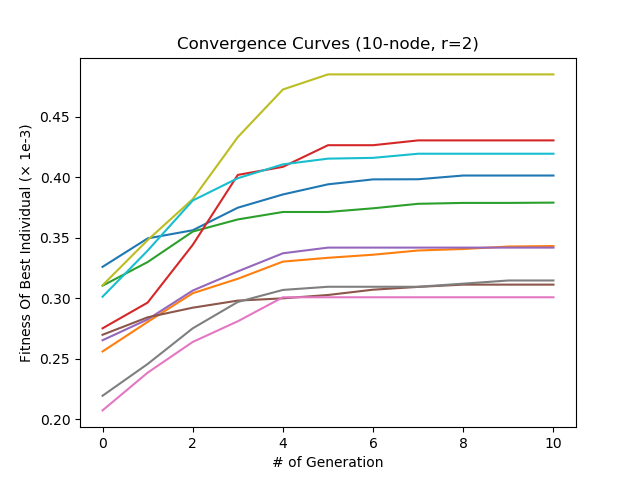 Convergence Curves (10-node, r=2)
Fitness Of Best Individual (× 1e-3)
0.45
0.40
0.35
0.30
0.25
0.20
0 2 4 6 8 10
# of Generation